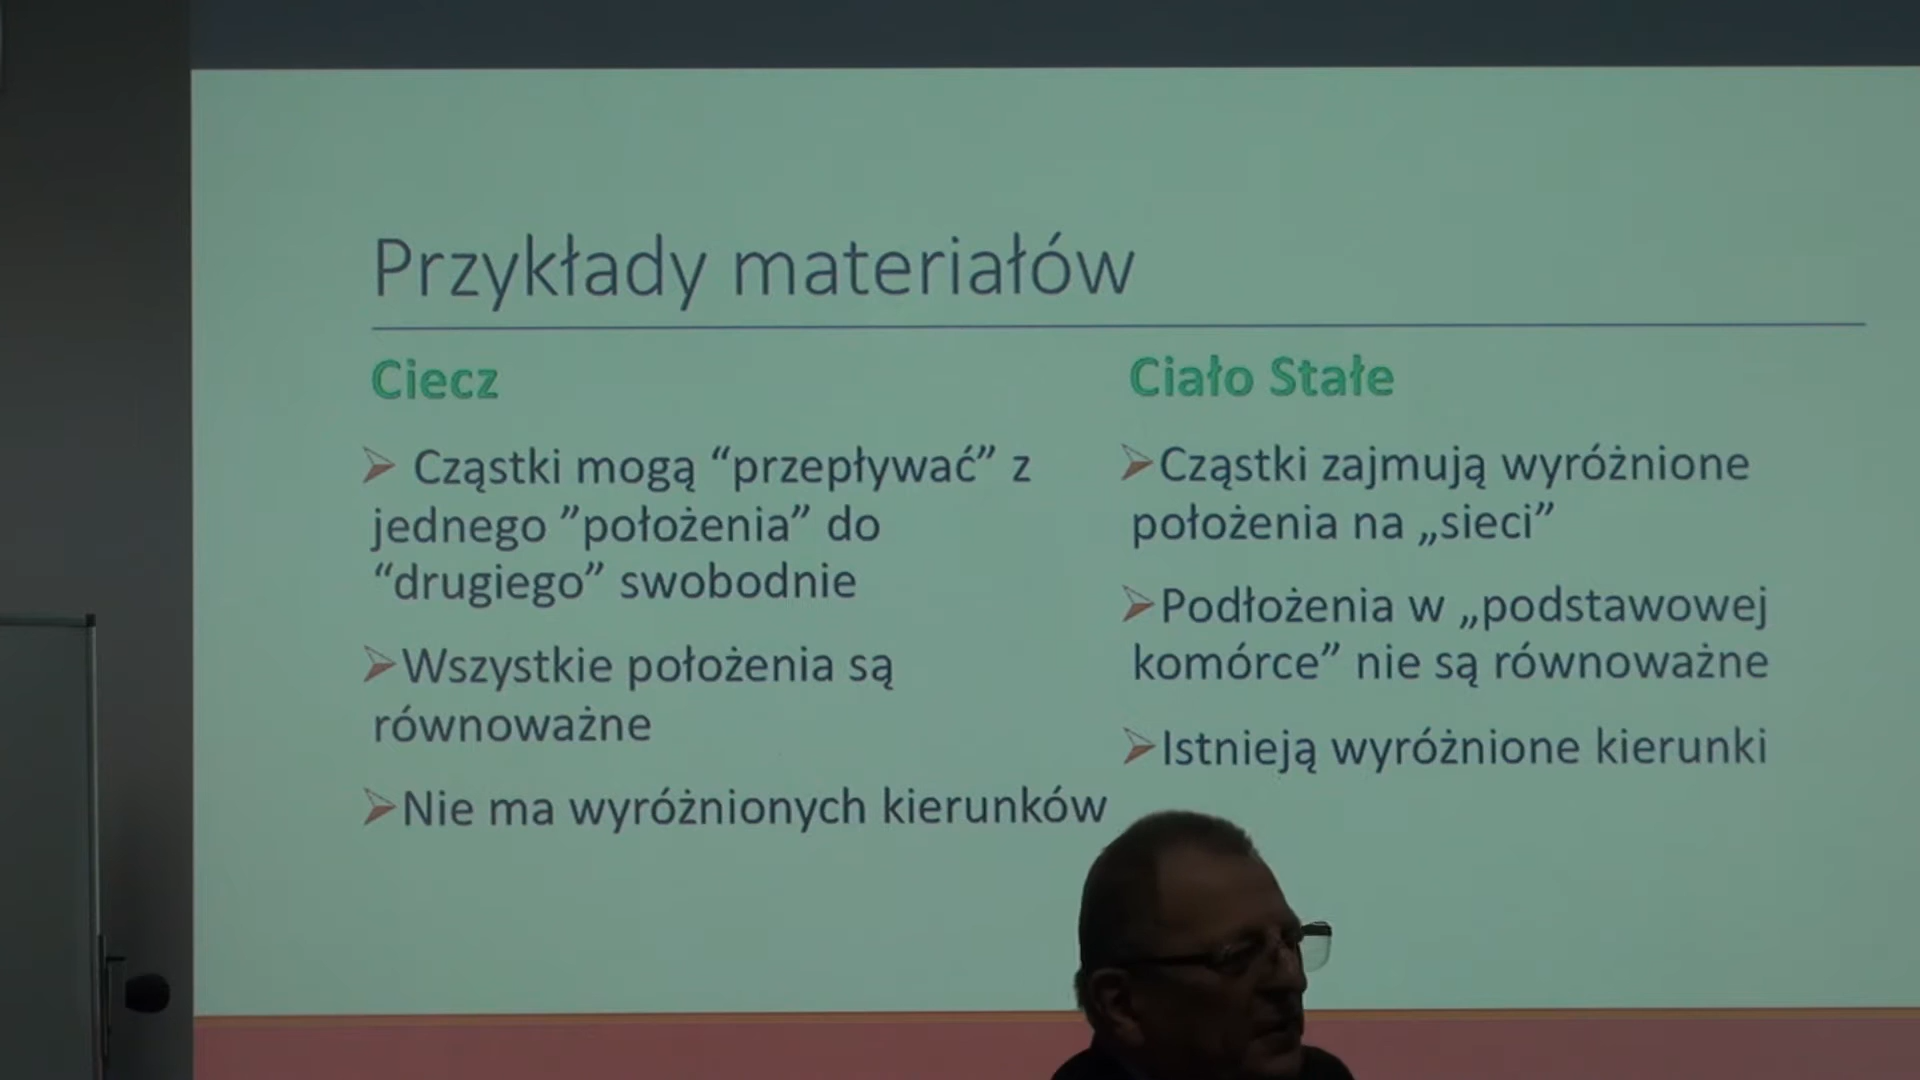 Przykłady materiałów
Ciecz
➢ Cząstki mogą “przepływać” z
jednego ”położenia” do
“drugiego” swobodnie
➢Wszystkie położenia są
równoważne
➢Nie ma wyróżnionych kierunków
Ciało Stałe
➢Cząstki zajmują wyróżnione
położenia na „sieci”
➢Podłożenia w „podstawowej
komórce” nie są równoważne
➢Istnieją wyróżnione kierunki